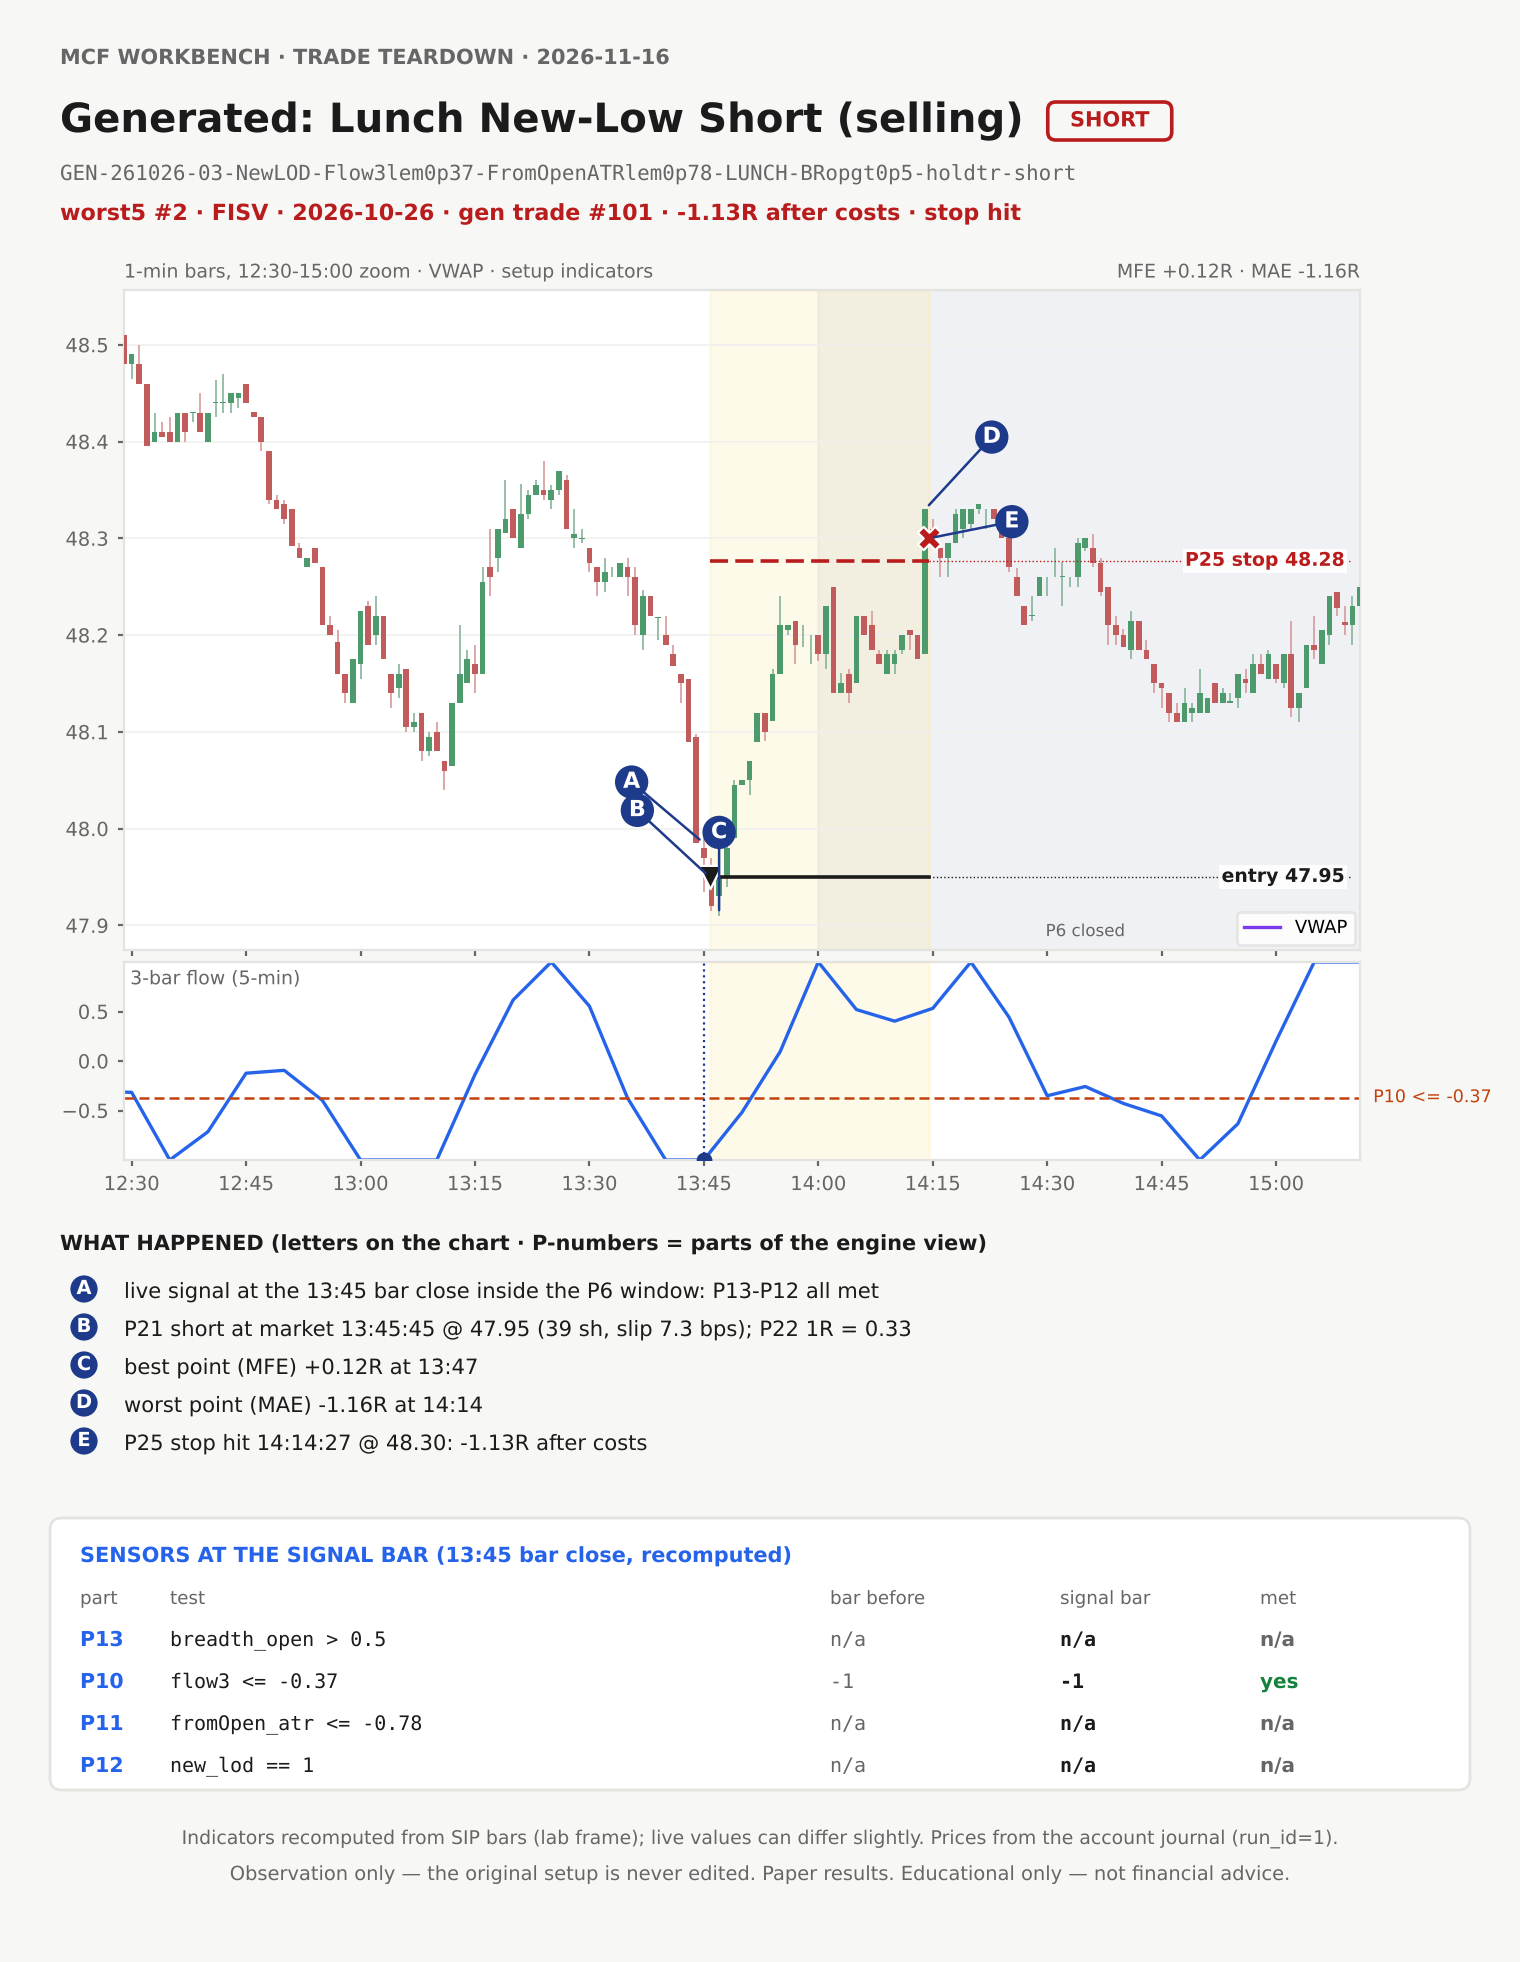 MCF WORKBENCH · TRADE TEARDOWN · 2026-11-16
Generated: Lunch New-Low Short (selling) SHORT
GEN-261026-03-NewLOD-Flow3lem0p37-FromOpenATRlem0p78-LUNCH-BRopgt0p5-holdtr-short
worst5 #2 · FISV · 2026-10-26 · gen trade #101 · -1.13R after costs · stop hit
1-min bars, 12:30-15:00 zoom · VWAP · setup indicators MFE +0.12R · MAE -1.16R
48.5
48.4
D
E
48.3
P25 stop 48.28
48.2
48.1
A
B
C
48.0
entry 47.95
47.9
P6 closed
VWAP
3-bar flow (5-min)
0.5
0.0
P10 <= -0.37
−0.5
12:30 12:45 13:00 13:15 13:30 13:45 14:00 14:15 14:30 14:45 15:00
WHAT HAPPENED (letters on the chart · P-numbers = parts of the engine view)
A live signal at the 13:45 bar close inside the P6 window: P13-P12 all met
B P21 short at market 13:45:45 @ 47.95 (39 sh, slip 7.3 bps); P22 1R = 0.33
C best point (MFE) +0.12R at 13:47
D worst point (MAE) -1.16R at 14:14
E P25 stop hit 14:14:27 @ 48.30: -1.13R after costs
SENSORS AT THE SIGNAL BAR (13:45 bar close, recomputed)
part test bar before signal bar met
P13 breadth_open > 0.5 n/a n/a n/a
P10 flow3 <= -0.37 -1 -1 yes
P11 fromOpen_atr <= -0.78 n/a n/a n/a
P12 new_lod == 1 n/a n/a n/a
Indicators recomputed from SIP bars (lab frame); live values can differ slightly. Prices from the account journal (run_id=1).
Observation only — the original setup is never edited. Paper results. Educational only — not financial advice.